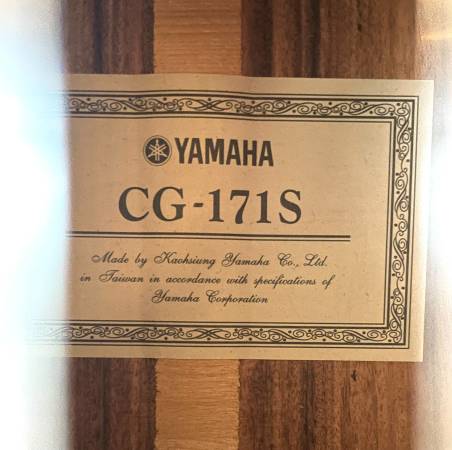 YAMAHA
CG-171S
Made by Kaohsiung Yamaha Co., Ltd.
in Taiwan in accordance with specifications of
Yamaha Corporation